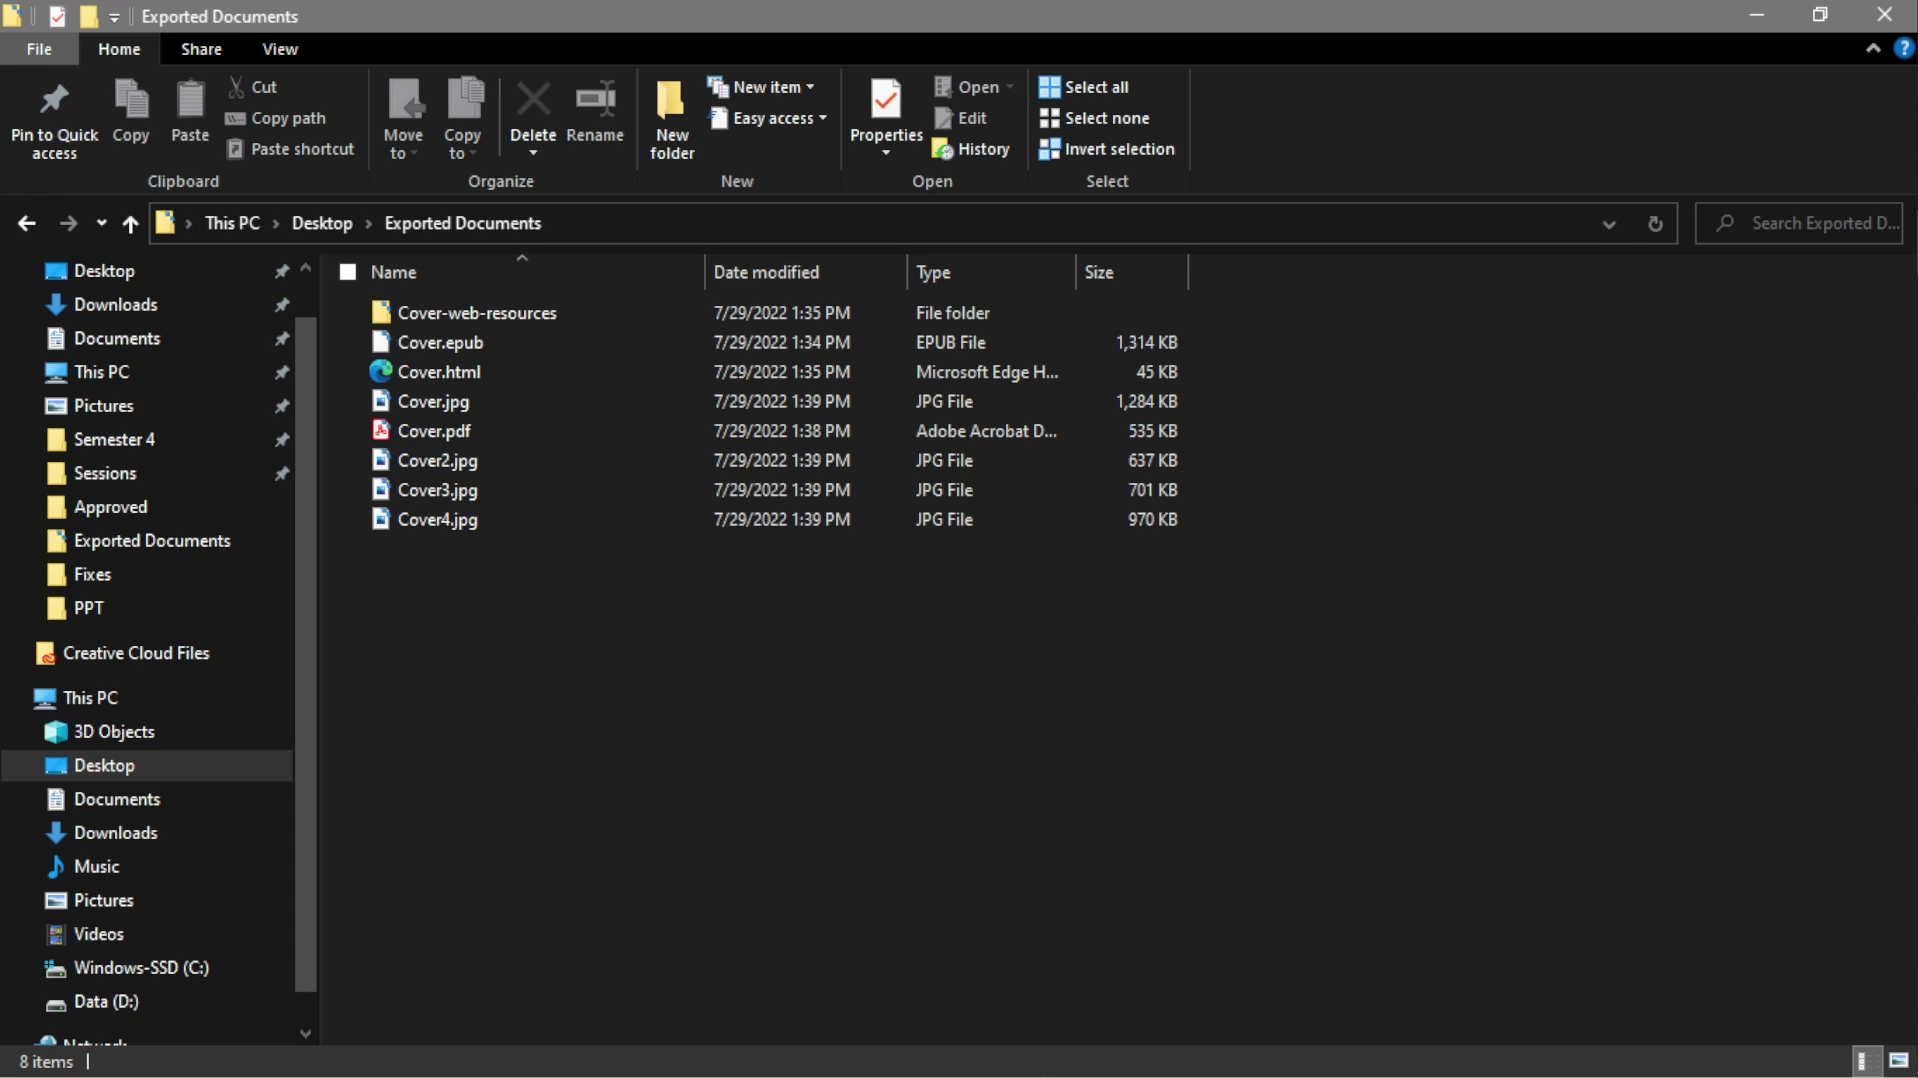 Exported Documents
File Home Share View
Pin to Quick access
Copy
Paste
Cut
Copy path
Paste shortcut
Clipboard
Move to
Copy to
Delete
Rename
Organize
New folder
New item
Easy access
New
Properties
Open
Edit
History
Open
Select all
Select none
Invert selection
Select
This PC > Desktop > Exported Documents
Search Exported D...
Desktop
Downloads
Documents
This PC
Pictures
Semester 4
Sessions
Approved
Exported Documents
Fixes
PPT
Creative Cloud Files
This PC
3D Objects
Desktop
Documents
Downloads
Music
Pictures
Videos
Windows-SSD (C:)
Data (D:)
Network
Name Date modified Type Size
Cover-web-resources 7/29/2022 1:35 PM File folder
Cover.epub 7/29/2022 1:34 PM EPUB File 1,314 KB
Cover.html 7/29/2022 1:35 PM Microsoft Edge H... 45 KB
Cover.jpg 7/29/2022 1:39 PM JPG File 1,284 KB
Cover.pdf 7/29/2022 1:38 PM Adobe Acrobat D... 535 KB
Cover2.jpg 7/29/2022 1:39 PM JPG File 637 KB
Cover3.jpg 7/29/2022 1:39 PM JPG File 701 KB
Cover4.jpg 7/29/2022 1:39 PM JPG File 970 KB
8 items